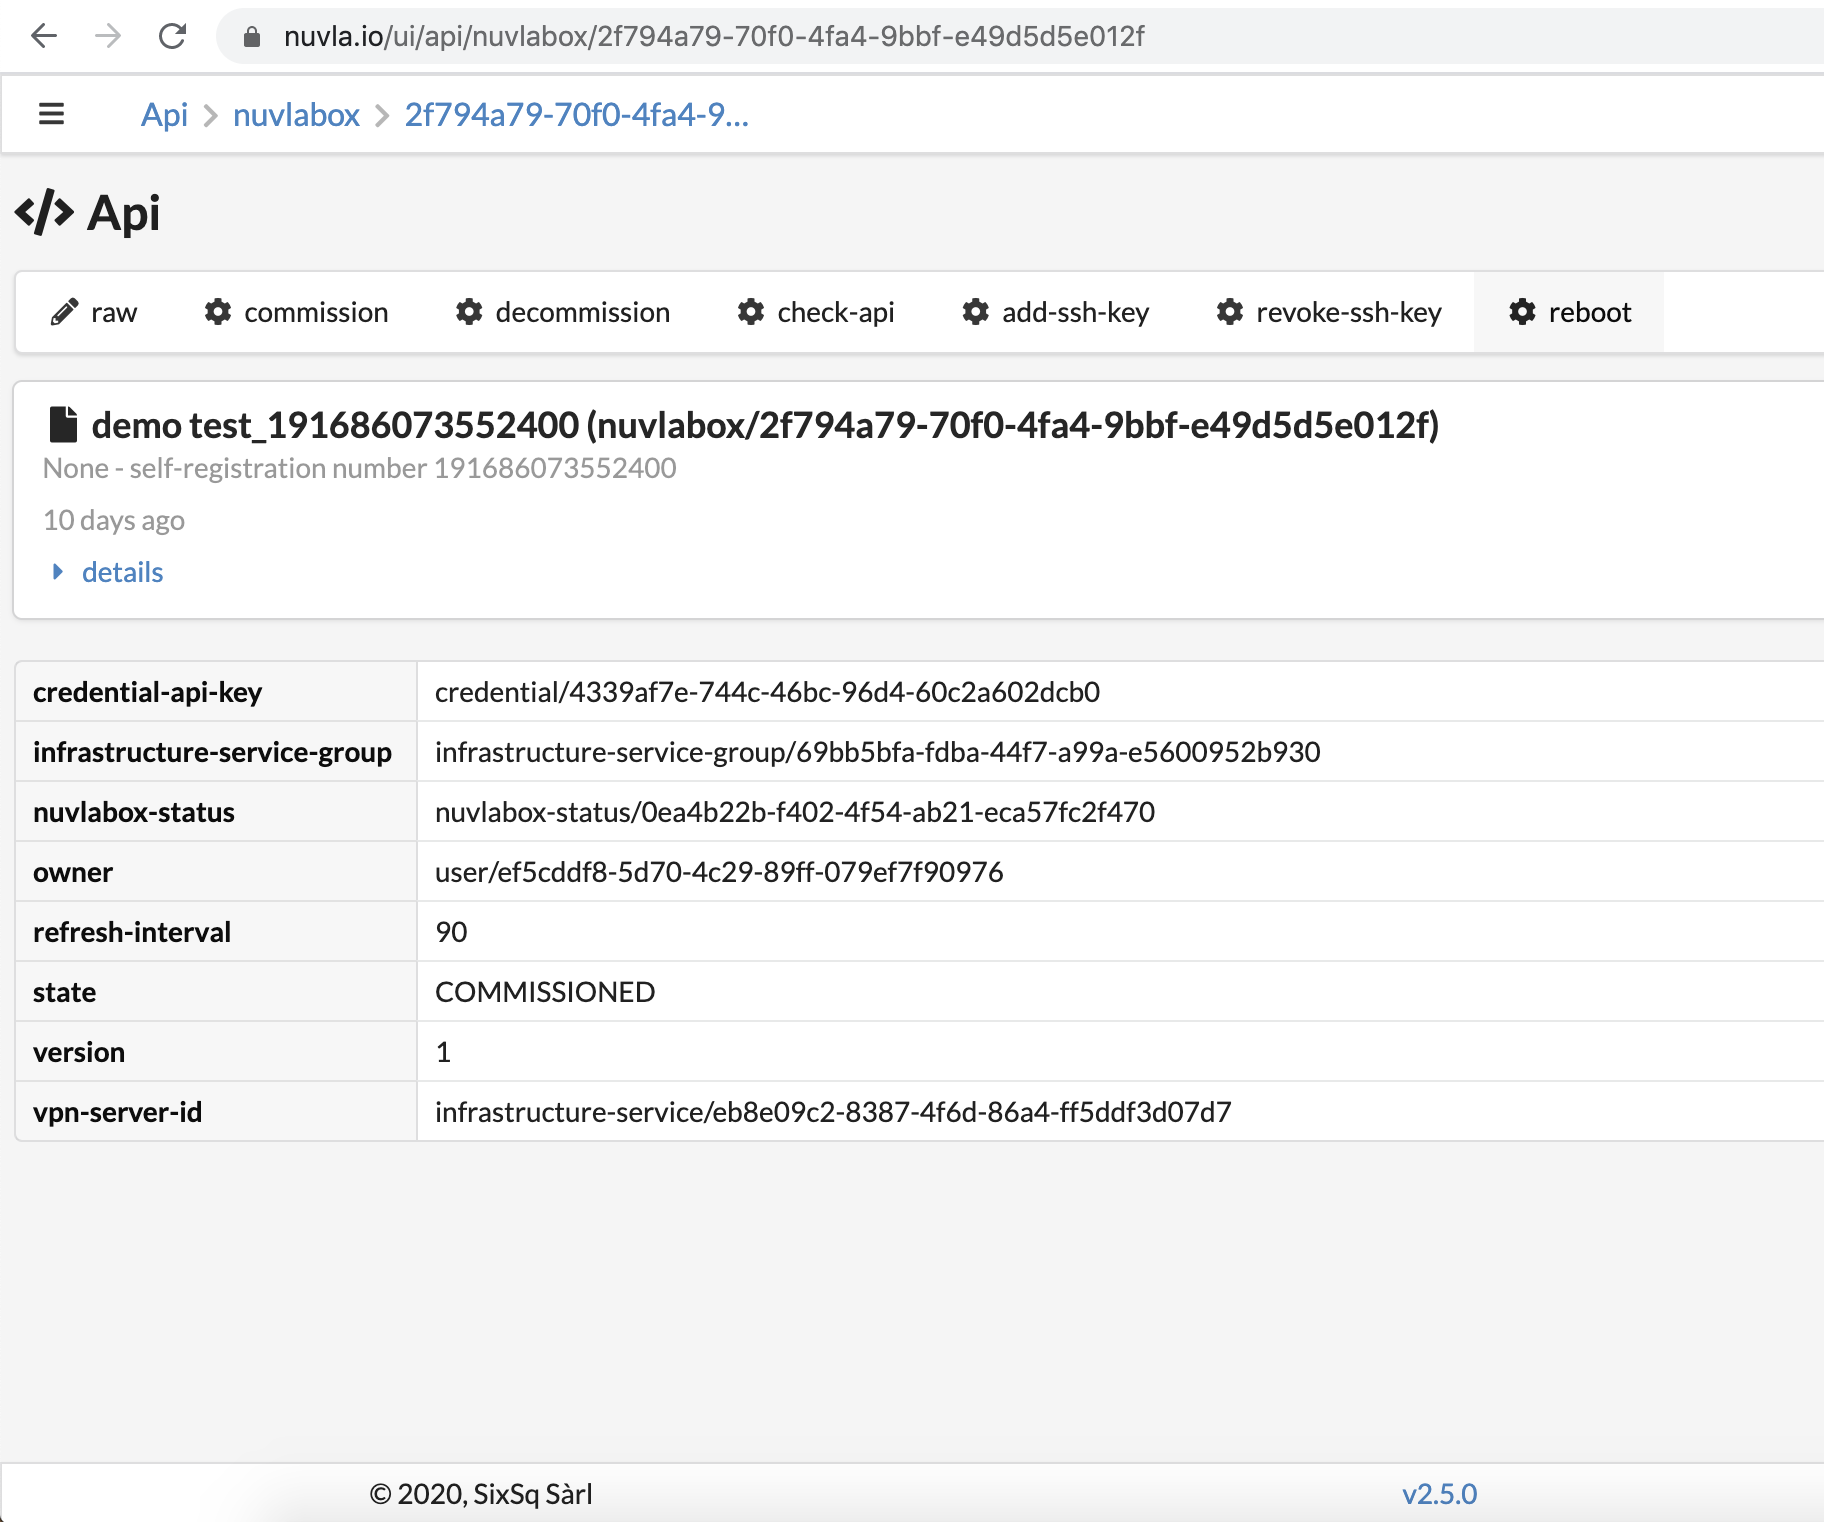 nuvla.io/ui/api/nuvlabox/2f794a79-70f0-4fa4-9bbf-e49d5d5e012f
Api nuvlabox 2f794a79-70f0-4fa4-9...
</> Api
raw commission decommission check-api add-ssh-key revoke-ssh-key reboot
demo test_191686073552400 (nuvlabox/2f794a79-70f0-4fa4-9bbf-e49d5d5e012f)
None - self-registration number 191686073552400
10 days ago
details
credential-api-key credential/4339af7e-744c-46bc-96d4-60c2a602dcb0
infrastructure-service-group infrastructure-service-group/69bb5bfa-fdba-44f7-a99a-e5600952b930
nuvlabox-status nuvlabox-status/0ea4b22b-f402-4f54-ab21-eca57fc2f470
owner user/ef5cddf8-5d70-4c29-89ff-079ef7f90976
refresh-interval 90
state COMMISSIONED
version 1
vpn-server-id infrastructure-service/eb8e09c2-8387-4f6d-86a4-ff5ddf3d07d7
© 2020, SixSq Sàrl v2.5.0